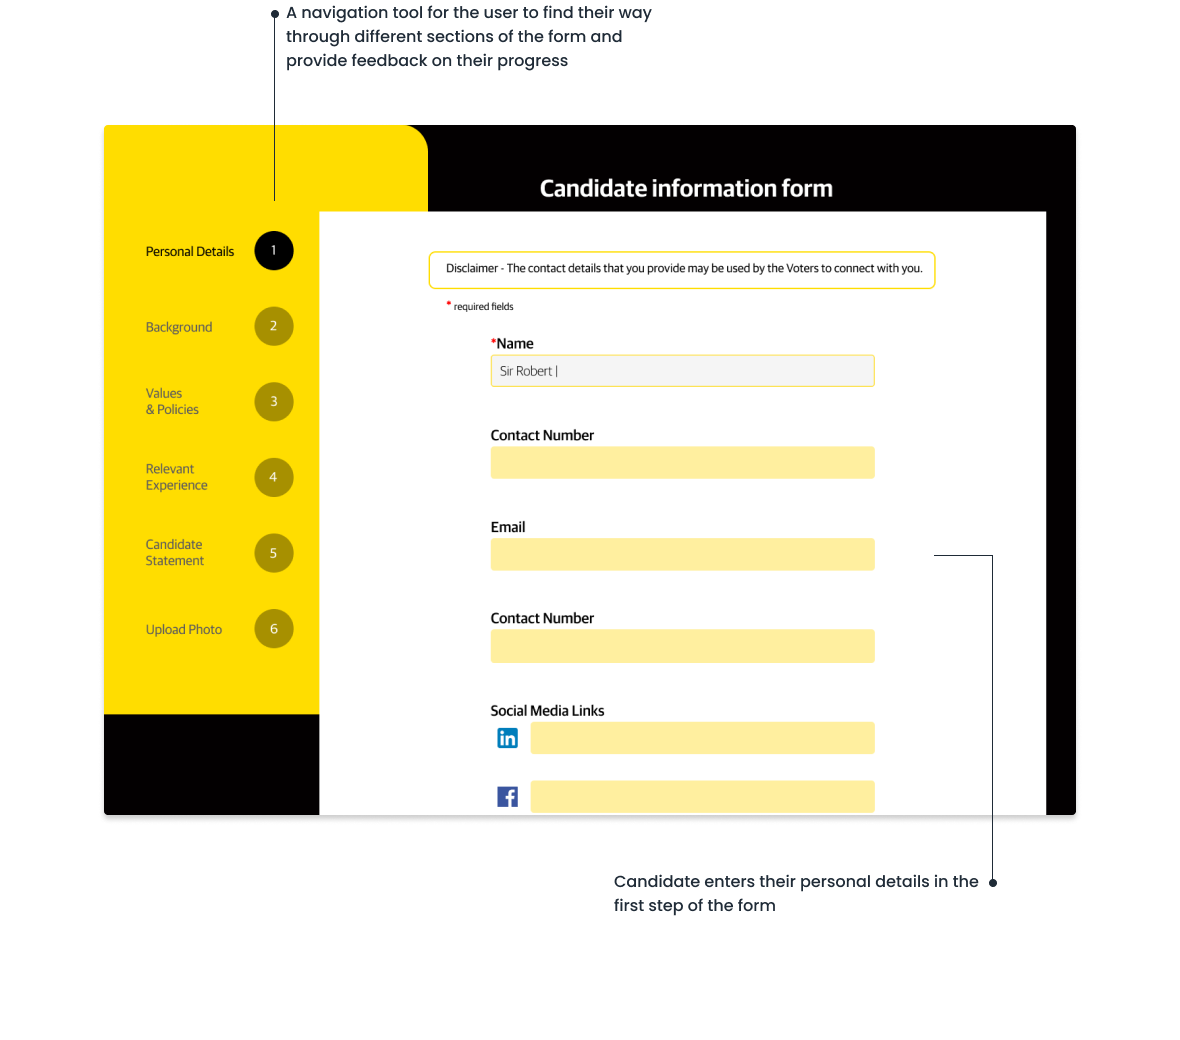 A navigation tool for the user to find their way
through different sections of the form and
provide feedback on their progress
Candidate information form
Personal Details 1
Background 2
Values
& Policies 3
Relevant
Experience 4
Candidate
Statement 5
Upload Photo 6
Disclaimer - The contact details that you provide may be used by the Voters to connect with you.
* required fields
*Name
Sir Robert |
Contact Number
Email
Contact Number
Social Media Links
in
f
Candidate enters their personal details in the
first step of the form